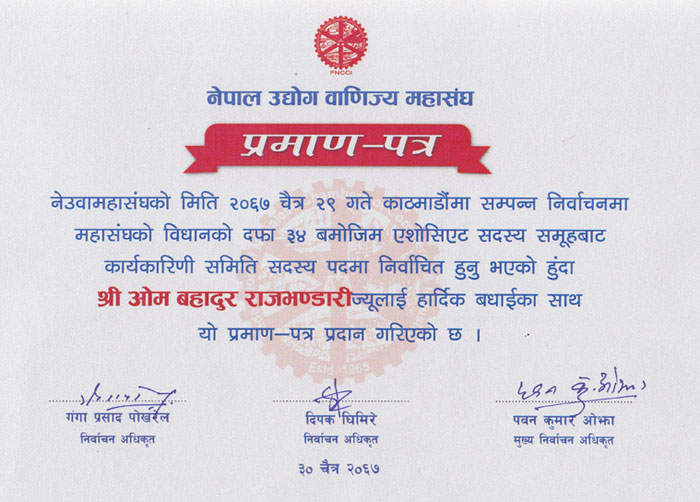 FNCCI
नेपाल उद्योग वाणिज्य महासंघ
प्रमाण-पत्र
नेउवामहासंघको मिति २०६७ चैत्र २९ गते काठमाडौंमा सम्पन्न निर्वाचनमा
महासंघको विधानको दफा ३४ बमोजिम एशोसिएट सदस्य समूहबाट
कार्यकारिणी समिति सदस्य पदमा निर्वाचित हुनु भएको हुंदा
श्री ओम बहादुर राजभण्डारीज्यूलाई हार्दिक बधाईका साथ
यो प्रमाण-पत्र प्रदान गरिएको छ ।
Estd. 1965
पवन कु. ओझा
गंगा प्रसाद पोखरेल
दिपक घिमिरे
पवन कुमार ओझा
निर्वाचन अधिकृत
निर्वाचन अधिकृत
मुख्य निर्वाचन अधिकृत
३० चैत्र २०६७